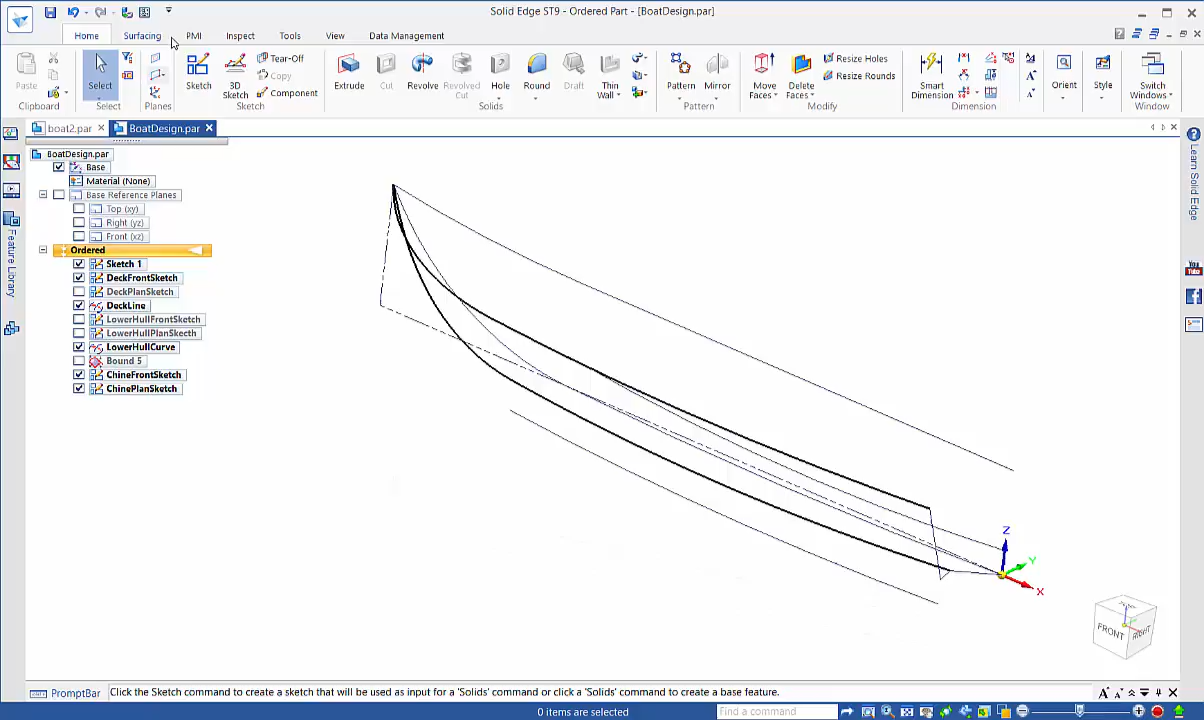 Solid Edge ST9 - Ordered Part - [BoatDesign.par]
Home Surfacing PMI Inspect Tools View Data Management
Paste
Clipboard
Select
Select
Planes
Sketch
3D Sketch
Tear-Off
Copy
Component
Sketch
Extrude
Cut
Revolve
Revolved Cut
Hole
Round
Draft
Thin Wall
Solids
Pattern
Mirror
Pattern
Move Faces
Delete Faces
Resize Holes
Resize Rounds
Modify
Smart Dimension
Dimension
Orient
Style
Switch Windows
Window
boat2.par
BoatDesign.par
BoatDesign.par
Base
Material (None)
Base Reference Planes
Top (xy)
Right (yz)
Front (xz)
Ordered
Sketch 1
DeckFrontSketch
DeckPlanSketch
DeckLine
LowerHullFrontSketch
LowerHullPlanSkecth
LowerHullCurve
Bound 5
ChineFrontSketch
ChinePlanSketch
Feature Library
Learn Solid Edge
You
Z
Y
X
FRONT
RIGHT
PromptBar
Click the Sketch command to create a sketch that will be used as input for a 'Solids' command or click a 'Solids' command to create a base feature.
0 items are selected
Find a command